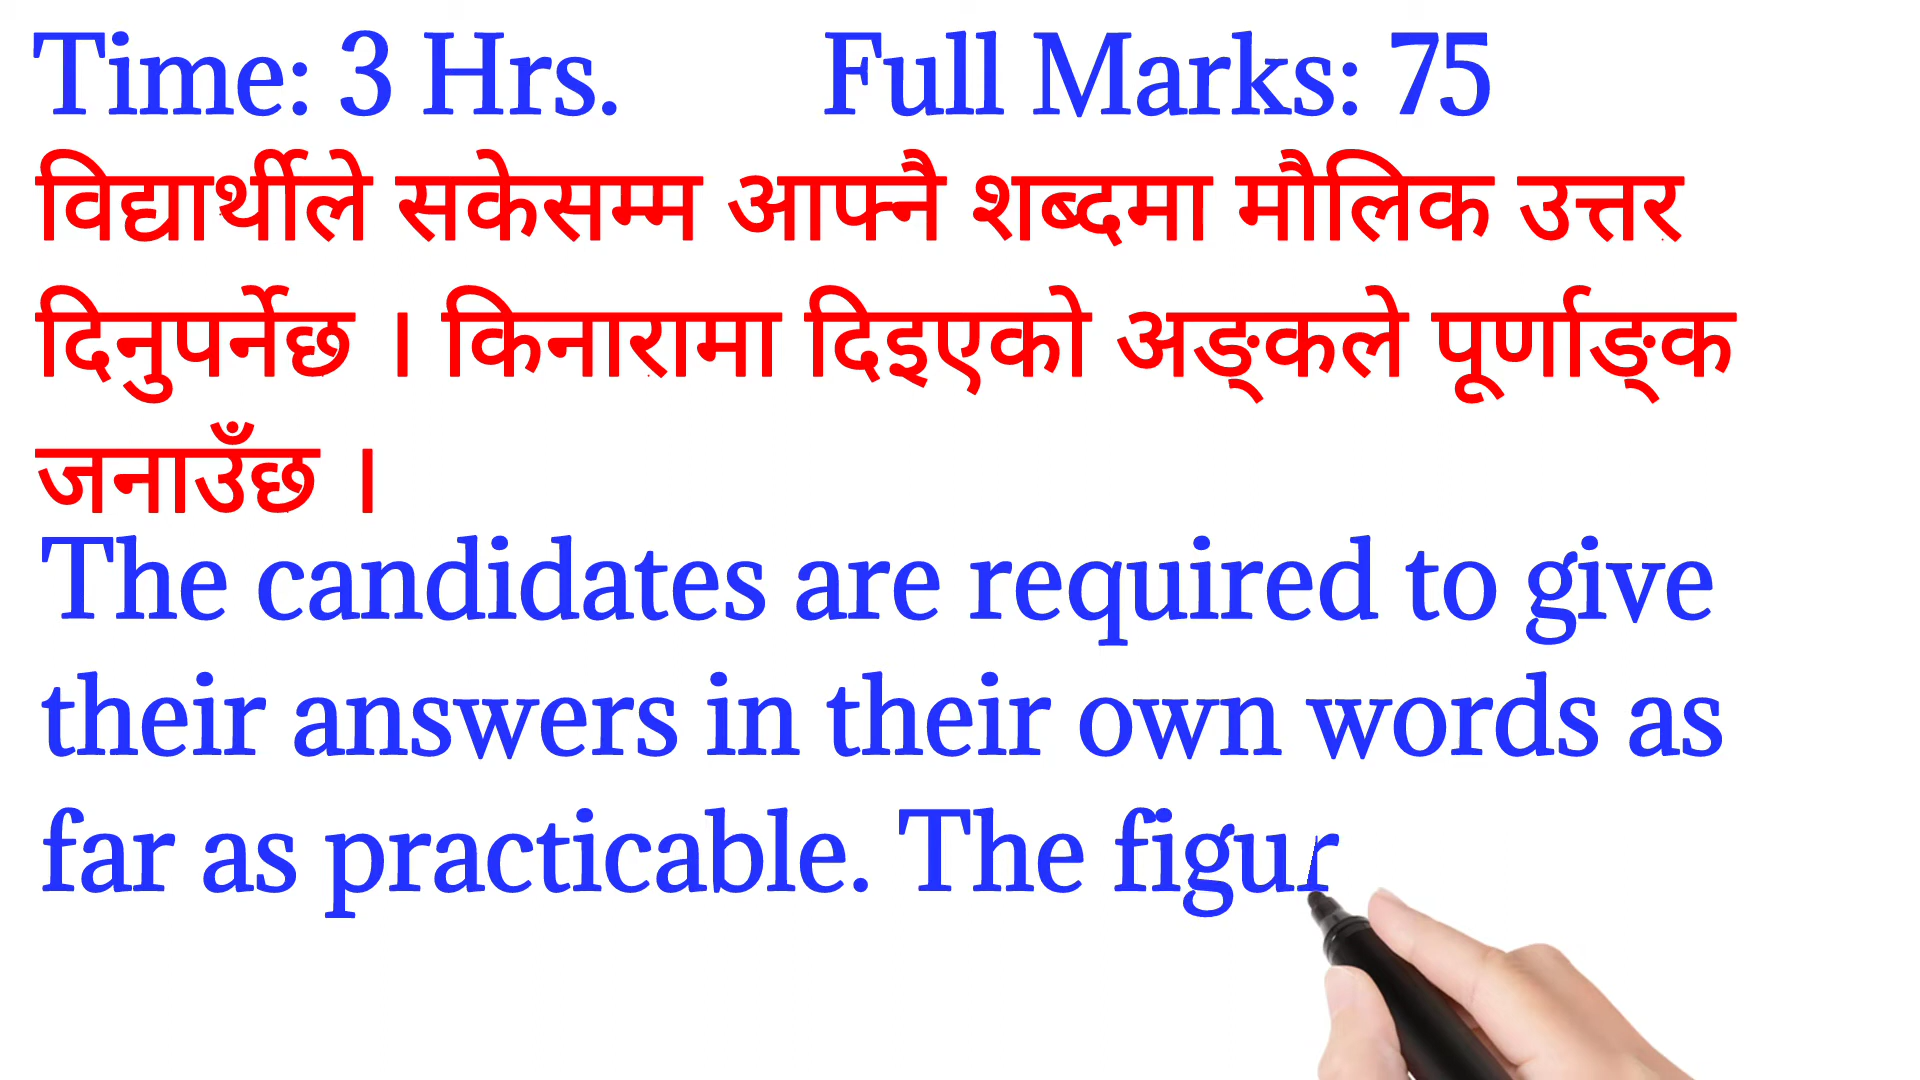 Time: 3 Hrs. Full Marks: 75
विद्यार्थीले सकेसम्म आफ्नै शब्दमा मौलिक उत्तर
दिनुपर्नेछ । किनारामा दिइएको अङ्कले पूर्णाङ्क
जनाउँछ ।
The candidates are required to give
their answers in their own words as
far as practicable. The figur